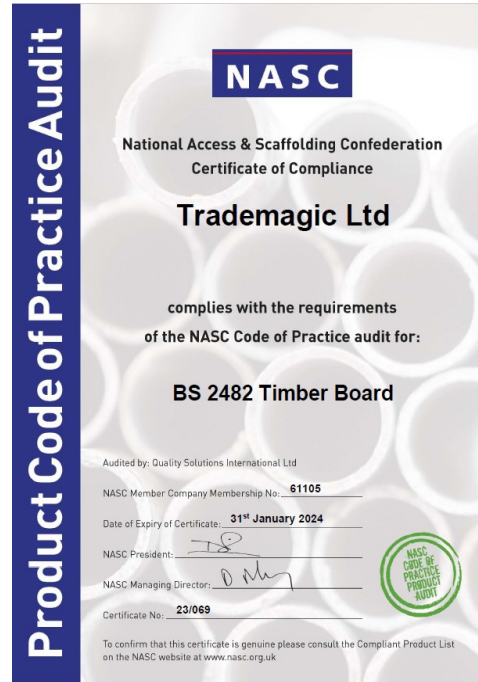 Product Code of Practice Audit
NASC
National Access & Scaffolding Confederation
Certificate of Compliance
Trademagic Ltd
complies with the requirements
of the NASC Code of Practice audit for:
BS 2482 Timber Board
Audited by: Quality Solutions International Ltd
NASC Member Company Membership No: 61105
Date of Expiry of Certificate: 31st January 2024
NASC President:
NASC Managing Director:
Certificate No: 23/069
NASC
CODE OF
PRACTICE
PRODUCT
AUDIT
To confirm that this certificate is genuine please consult the Compliant Product List
on the NASC website at www.nasc.org.uk